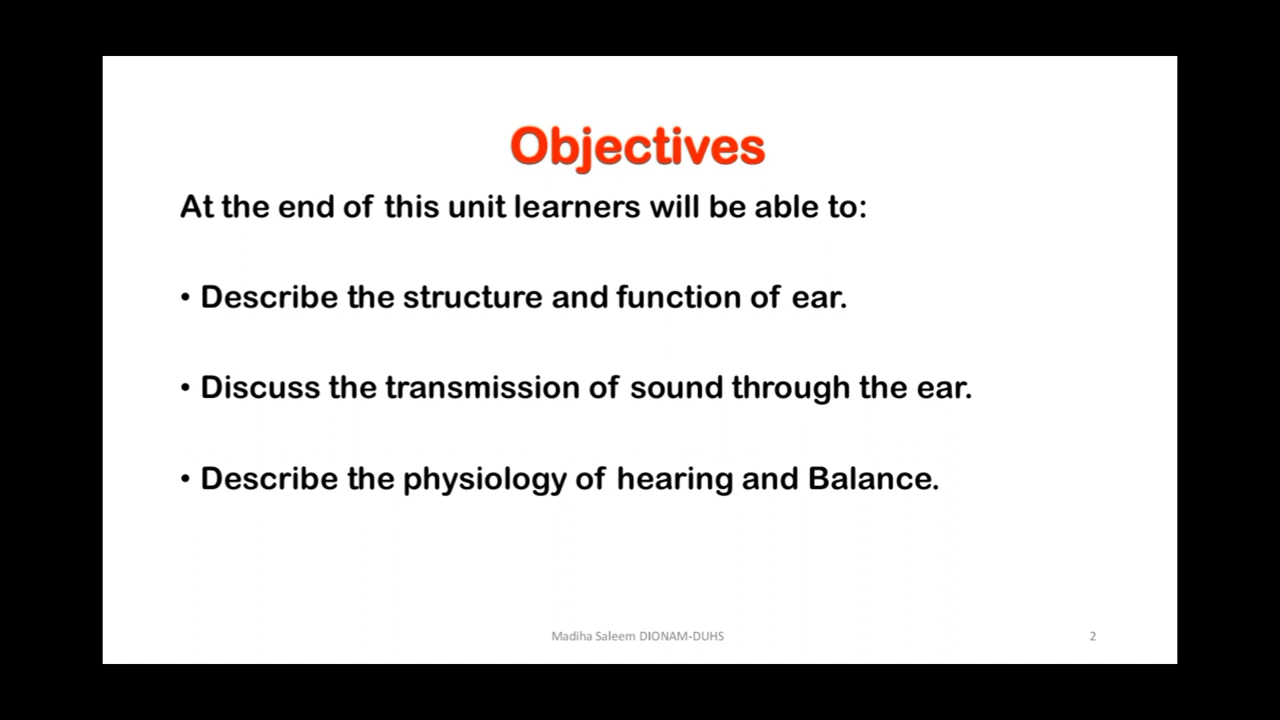 Objectives
At the end of this unit learners will be able to:
• Describe the structure and function of ear.
• Discuss the transmission of sound through the ear.
• Describe the physiology of hearing and Balance.
Madiha Saleem DIONAM-DUHS
2